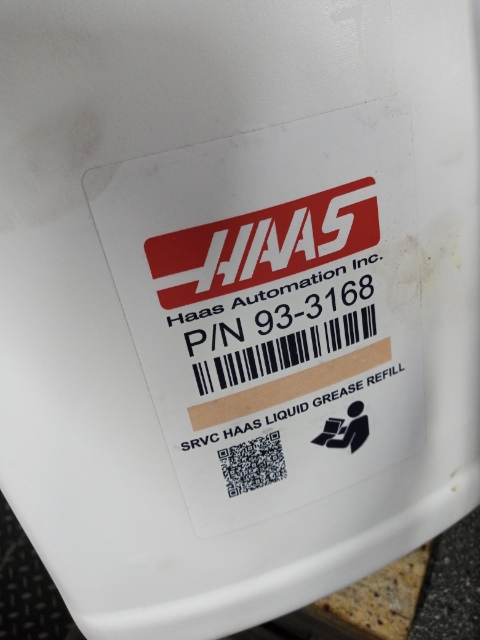 HAAS
Haas Automation Inc.
P/N 93-3168
SRVC HAAS LIQUID GREASE REFILL